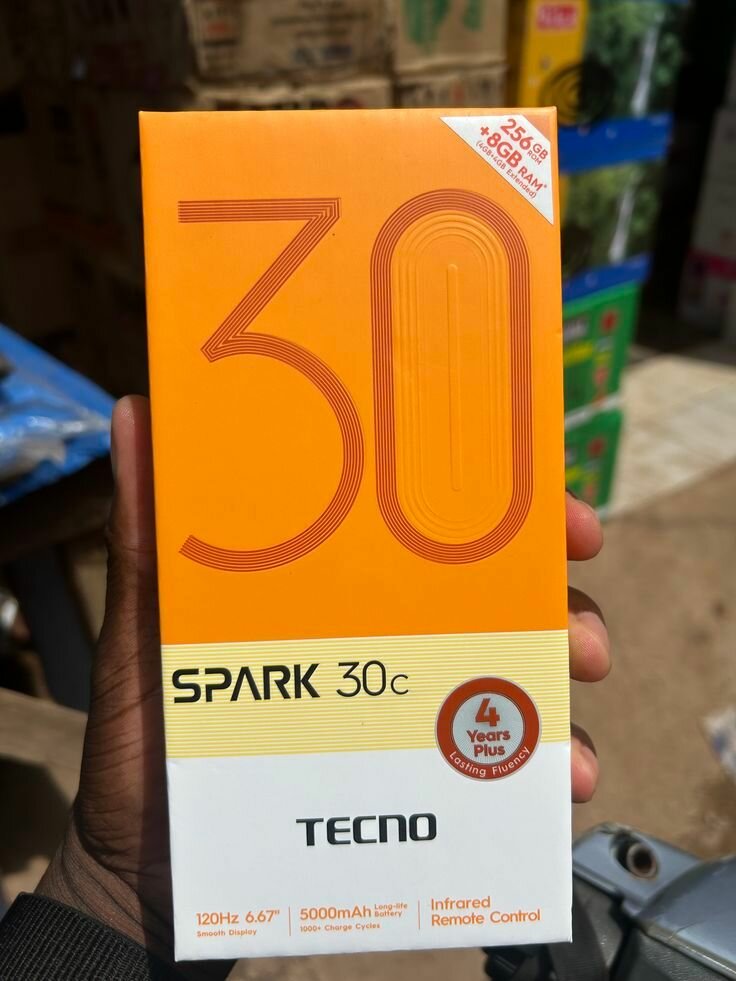 256GB
ROM
+8GB RAM*
(4GB+4GB Extended)
30
SPARK 30c
4
Years
Plus
Lasting Fluency
TECNO
120Hz 6.67"
Smooth Display
5000mAh Long-life
Battery
1000+ Charge Cycles
Infrared
Remote Control